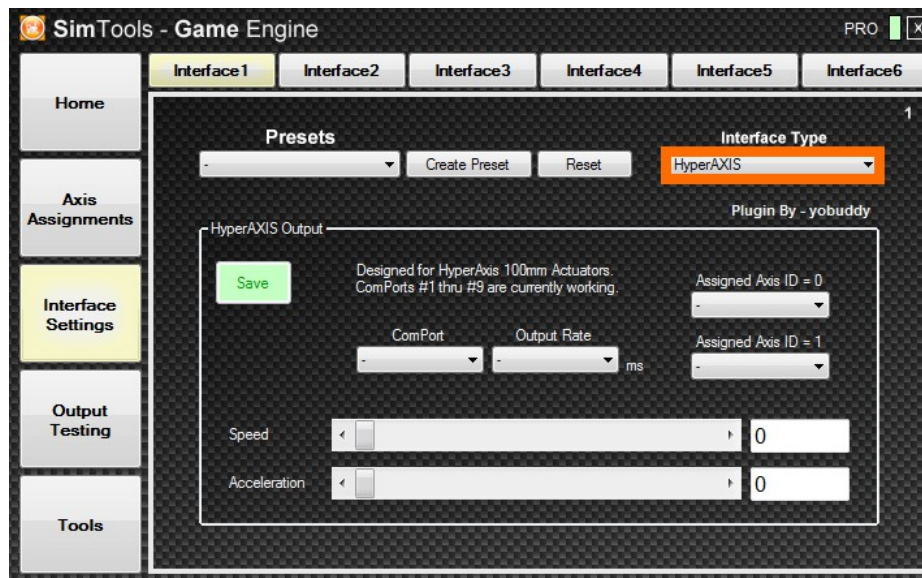 SimTools - Game Engine
PRO
X
Interface1
Interface2
Interface3
Interface4
Interface5
Interface6
Home
Axis
Assignments
Interface
Settings
Output
Testing
Tools
1
Presets
-
Create Preset
Reset
Interface Type
HyperAXIS
Plugin By - yobuddy
HyperAXIS Output
Save
Designed for HyperAxis 100mm Actuators.
ComPorts #1 thru #9 are currently working.
ComPort
-
Output Rate
-
ms
Assigned Axis ID = 0
-
Assigned Axis ID = 1
-
Speed
0
Acceleration
0